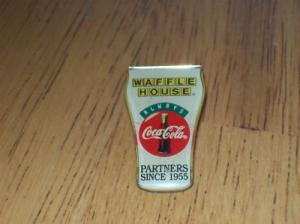 WAFFLE
HOUSE
ALWAYS
Coca-Cola
PARTNERS
SINCE 1955